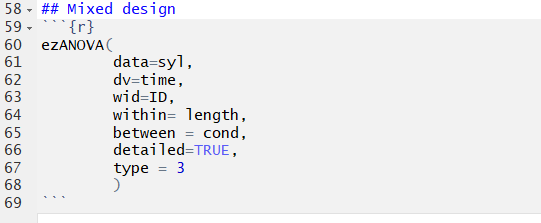 58 ## Mixed design
59 ```{r}
60 ezANOVA(
61 data=syl,
62 dv=time,
63 wid=ID,
64 within= length,
65 between = cond,
66 detailed=TRUE,
67 type = 3
68 )
69 ```